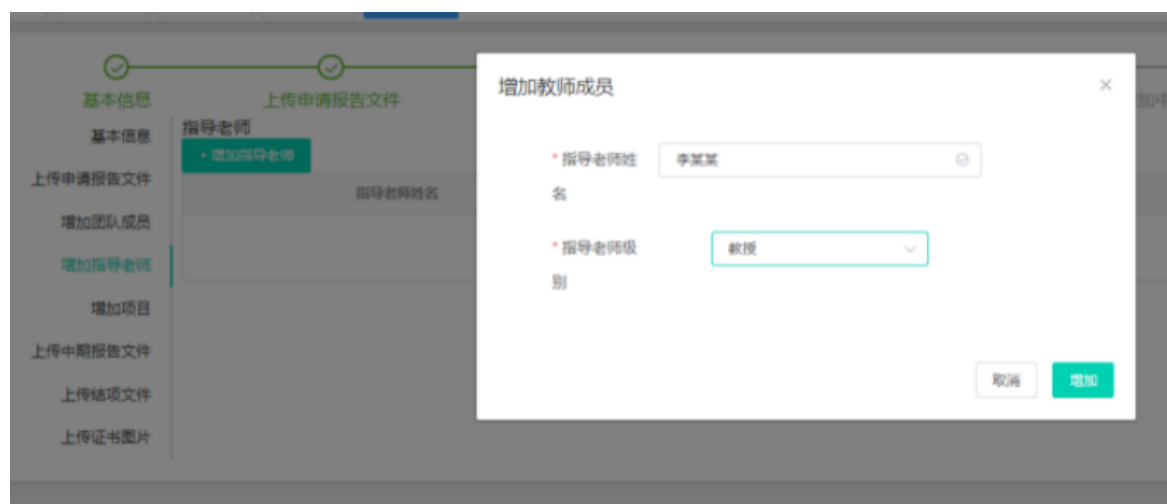 基本信息
上传申请报告文件
基本信息
上传申请报告文件
增加团队成员
增加指导老师
增加项目
上传中期报告文件
上传结项文件
上传证书图片
指导老师
+ 增加指导老师
指导老师姓名
增加教师成员
* 指导老师姓
名
李某某
* 指导老师级
别
教授
取消
增加